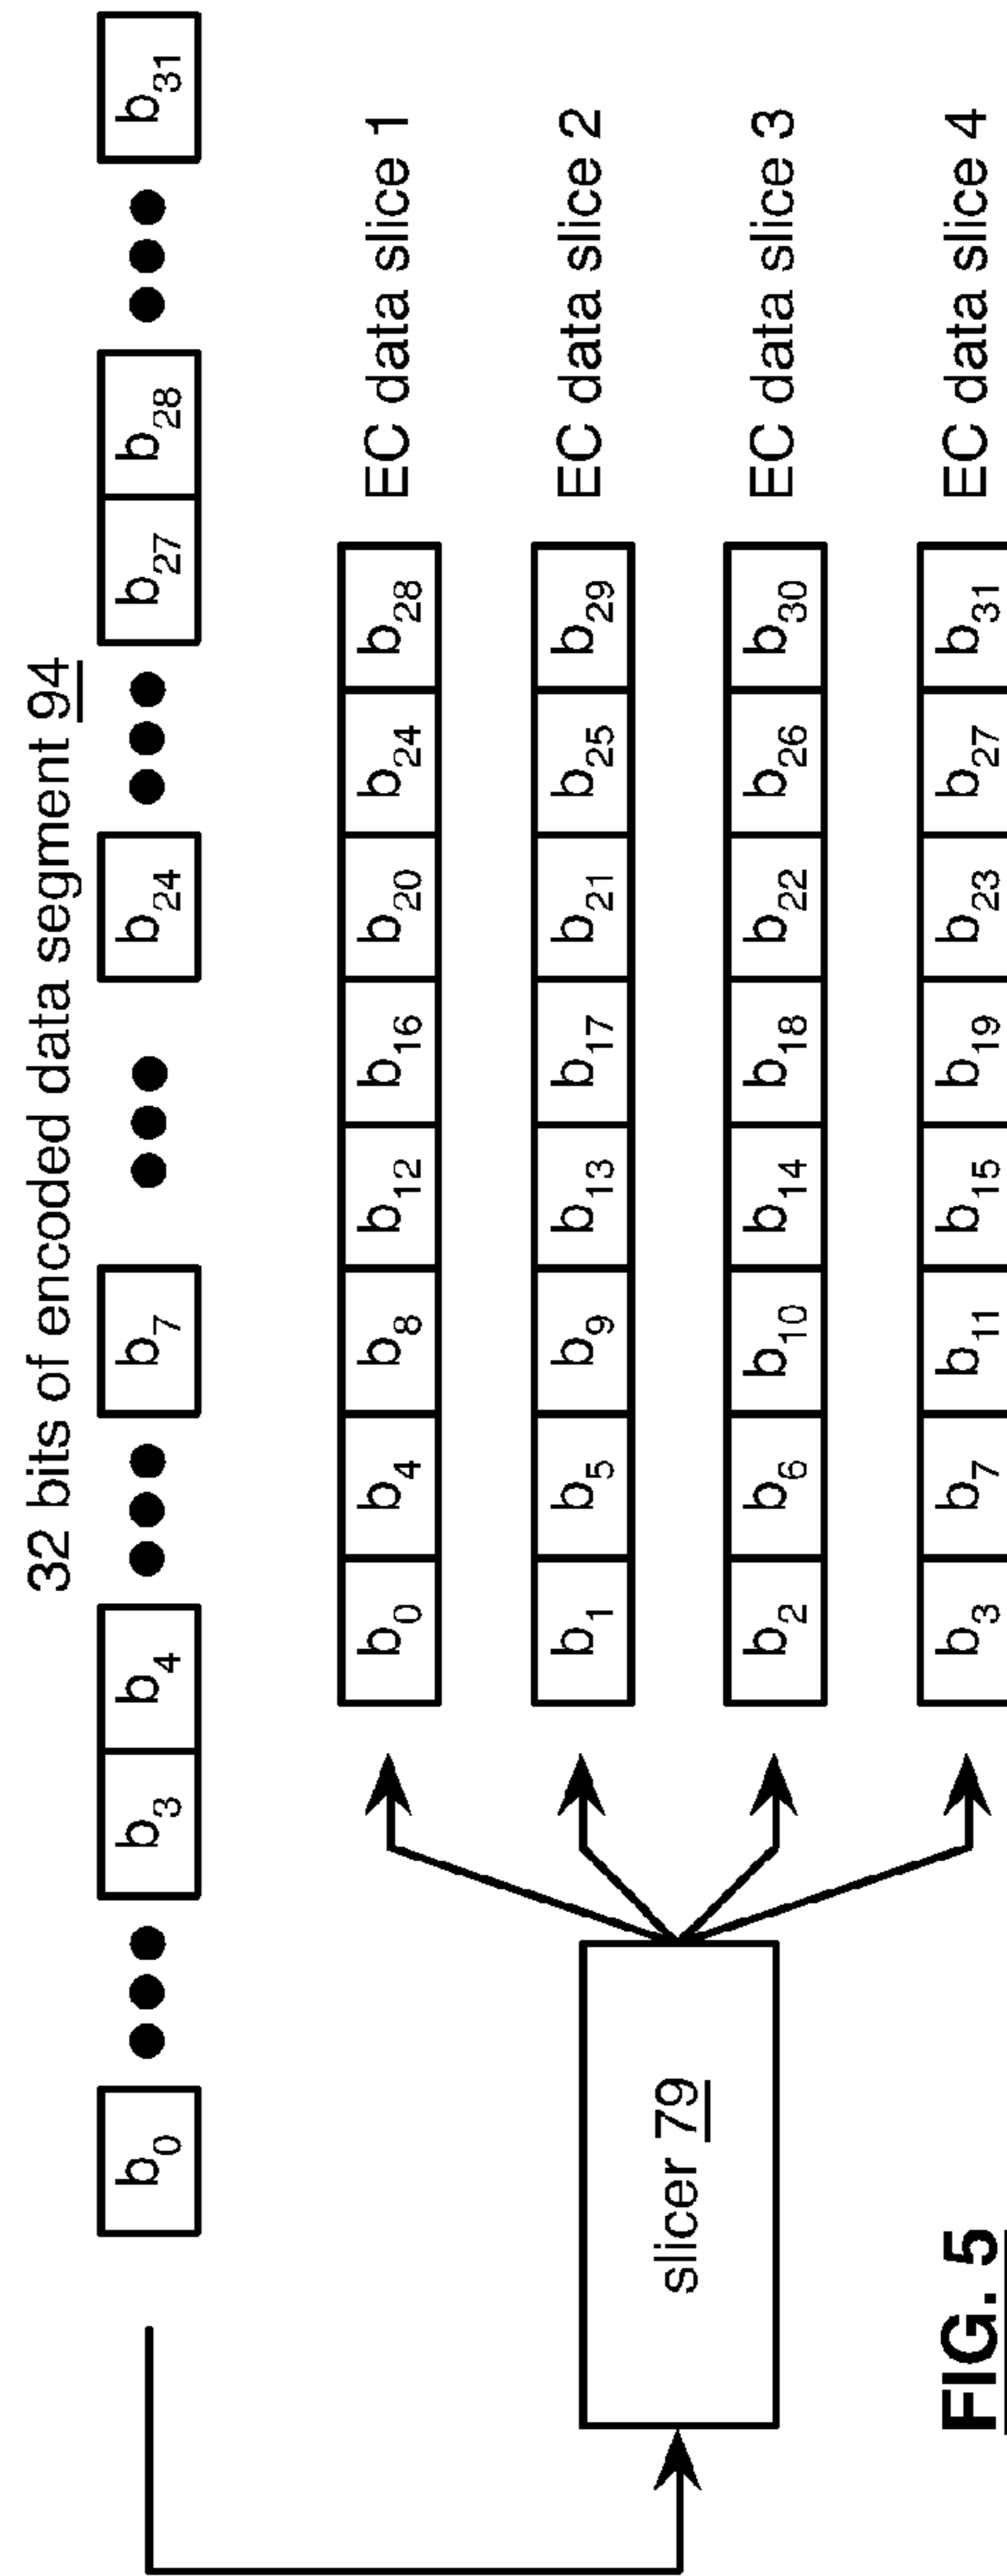 32 bits of encoded data segment 94
b0 ••• b3 b4 ••• b7 ••• b24 ••• b27 b28 ••• b31
b0 b4 b8 b12 b16 b20 b24 b28 EC data slice 1
b1 b5 b9 b13 b17 b21 b25 b29 EC data slice 2
slicer 79
b2 b6 b10 b14 b18 b22 b26 b30 EC data slice 3
b3 b7 b11 b15 b19 b23 b27 b31 EC data slice 4
FIG. 5